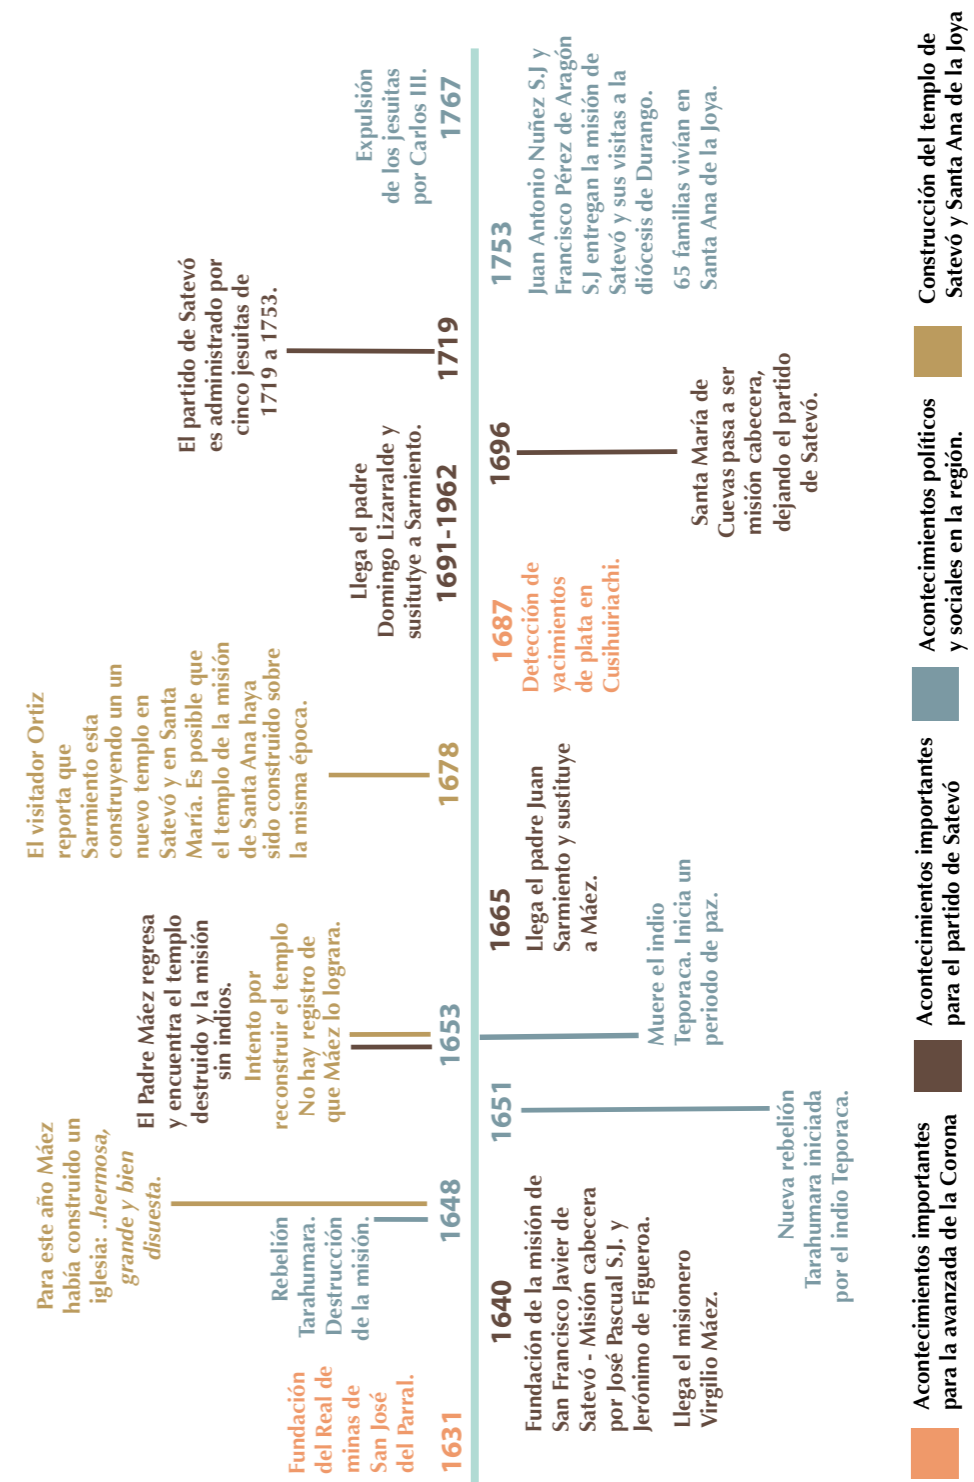 Fundación
del Real de
minas de
San José
del Parral.
1631
1640
Fundación de la misión de
San Francisco Javier de
Satevó - Misión cabecera
por José Pascual S.J. y
Jerónimo de Figueroa.
Llega el misionero
Virgilio Máez.
Para este año Máez
había construido un
iglesia: ..hermosa,
grande y bien
disuesta.
Rebelión
Tarahumara.
Destrucción
de la misión.
1648
1651
Nueva rebelión
Tarahumara iniciada
por el indio Teporaca.
El Padre Máez regresa
y encuentra el templo
destruido y la misión
sin indios.
Intento por
reconstruir el templo
No hay registro de
que Máez lo lograra.
1653
Muere el indio
Teporaca. Inicia un
periodo de paz.
1665
Llega el padre Juan
Sarmiento y sustituye
a Máez.
El visitador Ortiz
reporta que
Sarmiento esta
construyendo un un
nuevo templo en
Satevó y en Santa
María. Es posible que
el templo de la misión
de Santa Ana haya
sido construido sobre
la misma época.
1678
1687
Detección de
yacimientos
de plata en
Cusihuiriachi.
Llega el padre
Domingo Lizarralde y
susitutye a Sarmiento.
1691-1962
1696
Santa María de
Cuevas pasa a ser
misión cabecera,
dejando el partido
de Satevó.
El partido de Satevó
es administrado por
cinco jesuitas de
1719 a 1753.
1719
1753
Juan Antonio Nuñez S.J y
Francisco Pérez de Aragón
S.J entregan la misión de
Satevó y sus visitas a la
diócesis de Durango.
65 familias vivían en
Santa Ana de la Joya.
Expulsión
de los jesuitas
por Carlos III.
1767
Acontecimientos importantes
para la avanzada de la Corona
Acontecimientos importantes
para el partido de Satevó
Acontecimientos políticos
y sociales en la región.
Construcción del templo de
Satevó y Santa Ana de la Joya